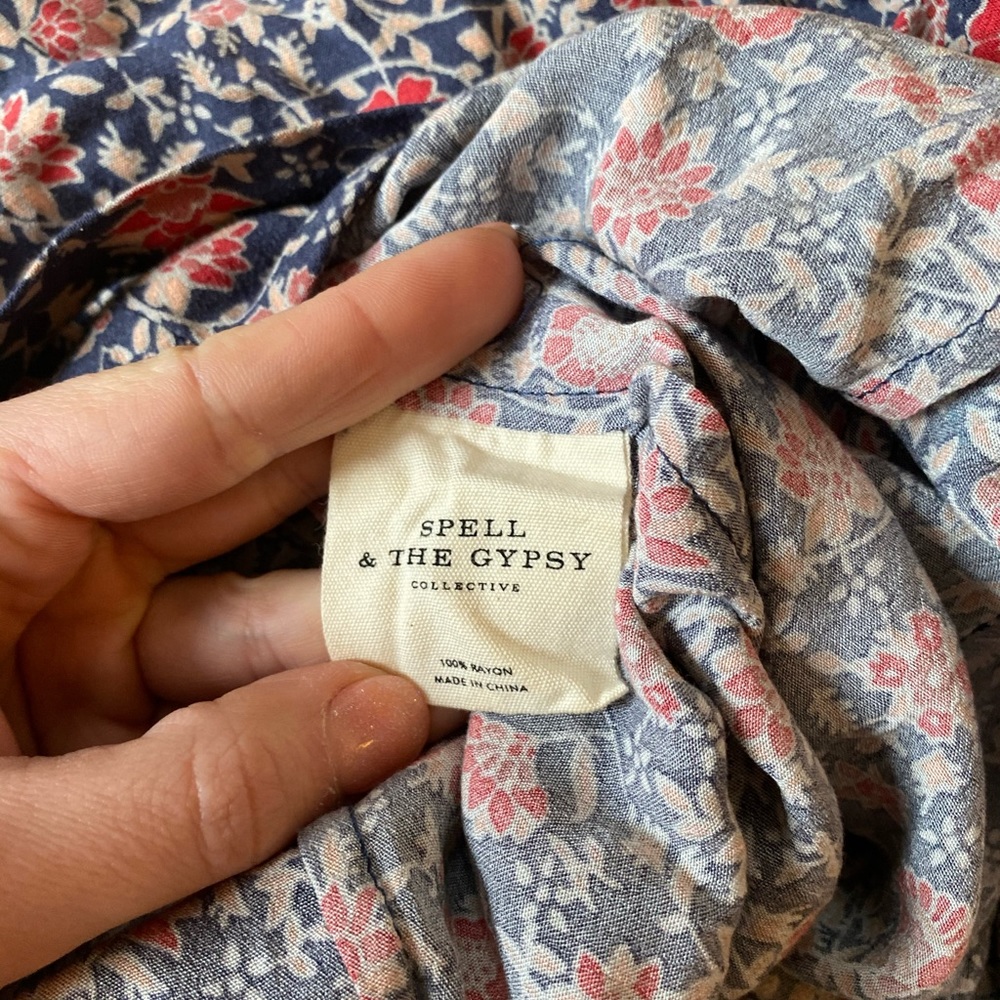 SPELL
& THE GYPSY
COLLECTIVE
100% RAYON
MADE IN CHINA